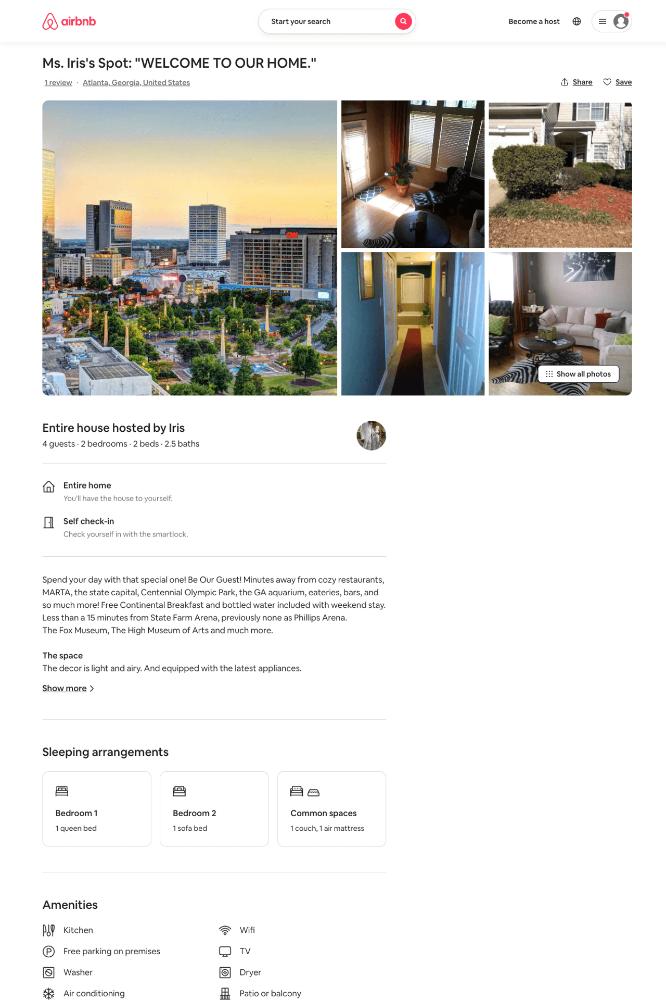 airbnb
Start your search
Become a host
Ms. Iris's Spot: "WELCOME TO OUR HOME."
1 review · Atlanta, Georgia, United States
Share
Save
CNN
Show all photos
Entire house hosted by Iris
4 guests · 2 bedrooms · 2 beds · 2.5 baths
Entire home
You’ll have the house to yourself.
Self check-in
Check yourself in with the smartlock.
Spend your day with that special one! Be Our Guest! Minutes away from cozy restaurants,
MARTA, the state capital, Centennial Olympic Park, the GA aquarium, eateries, bars, and
so much more! Free Continental Breakfast and bottled water included with weekend stay.
Less than a 15 minutes from State Farm Arena, previously none as Phillips Arena.
The Fox Museum, The High Museum of Arts and much more.
The space
The decor is light and airy. And equipped with the latest appliances.
Show more
Sleeping arrangements
Bedroom 1
1 queen bed
Bedroom 2
1 sofa bed
Common spaces
1 couch, 1 air mattress
Amenities
Kitchen
Wifi
Free parking on premises
TV
Washer
Dryer
Air conditioning
Patio or balcony